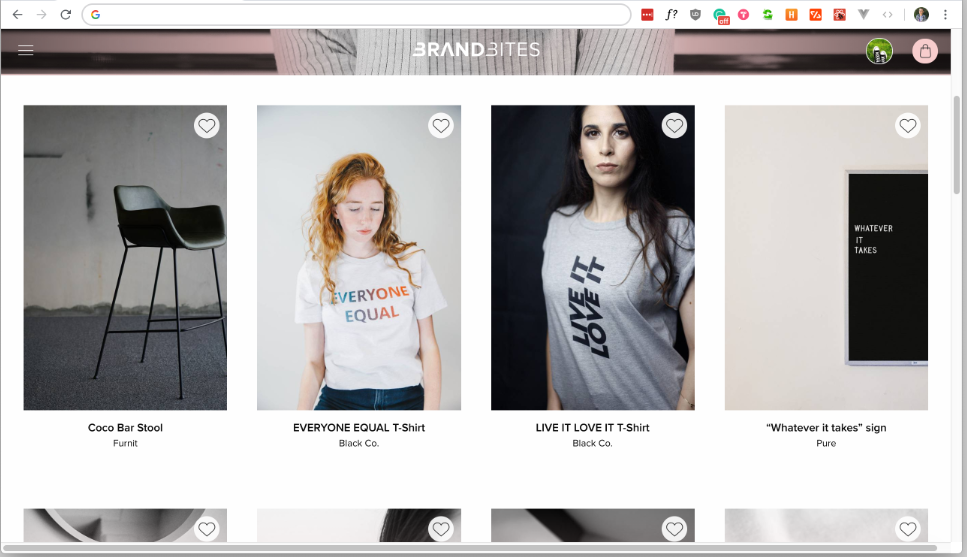 f?
off
BRANDBITES
WHATEVER
IT
TAKES
EVERYONE
EQUAL
LIVE IT
LOVE IT
Coco Bar Stool
Furnit
EVERYONE EQUAL T-Shirt
Black Co.
LIVE IT LOVE IT T-Shirt
Black Co.
“Whatever it takes” sign
Pure